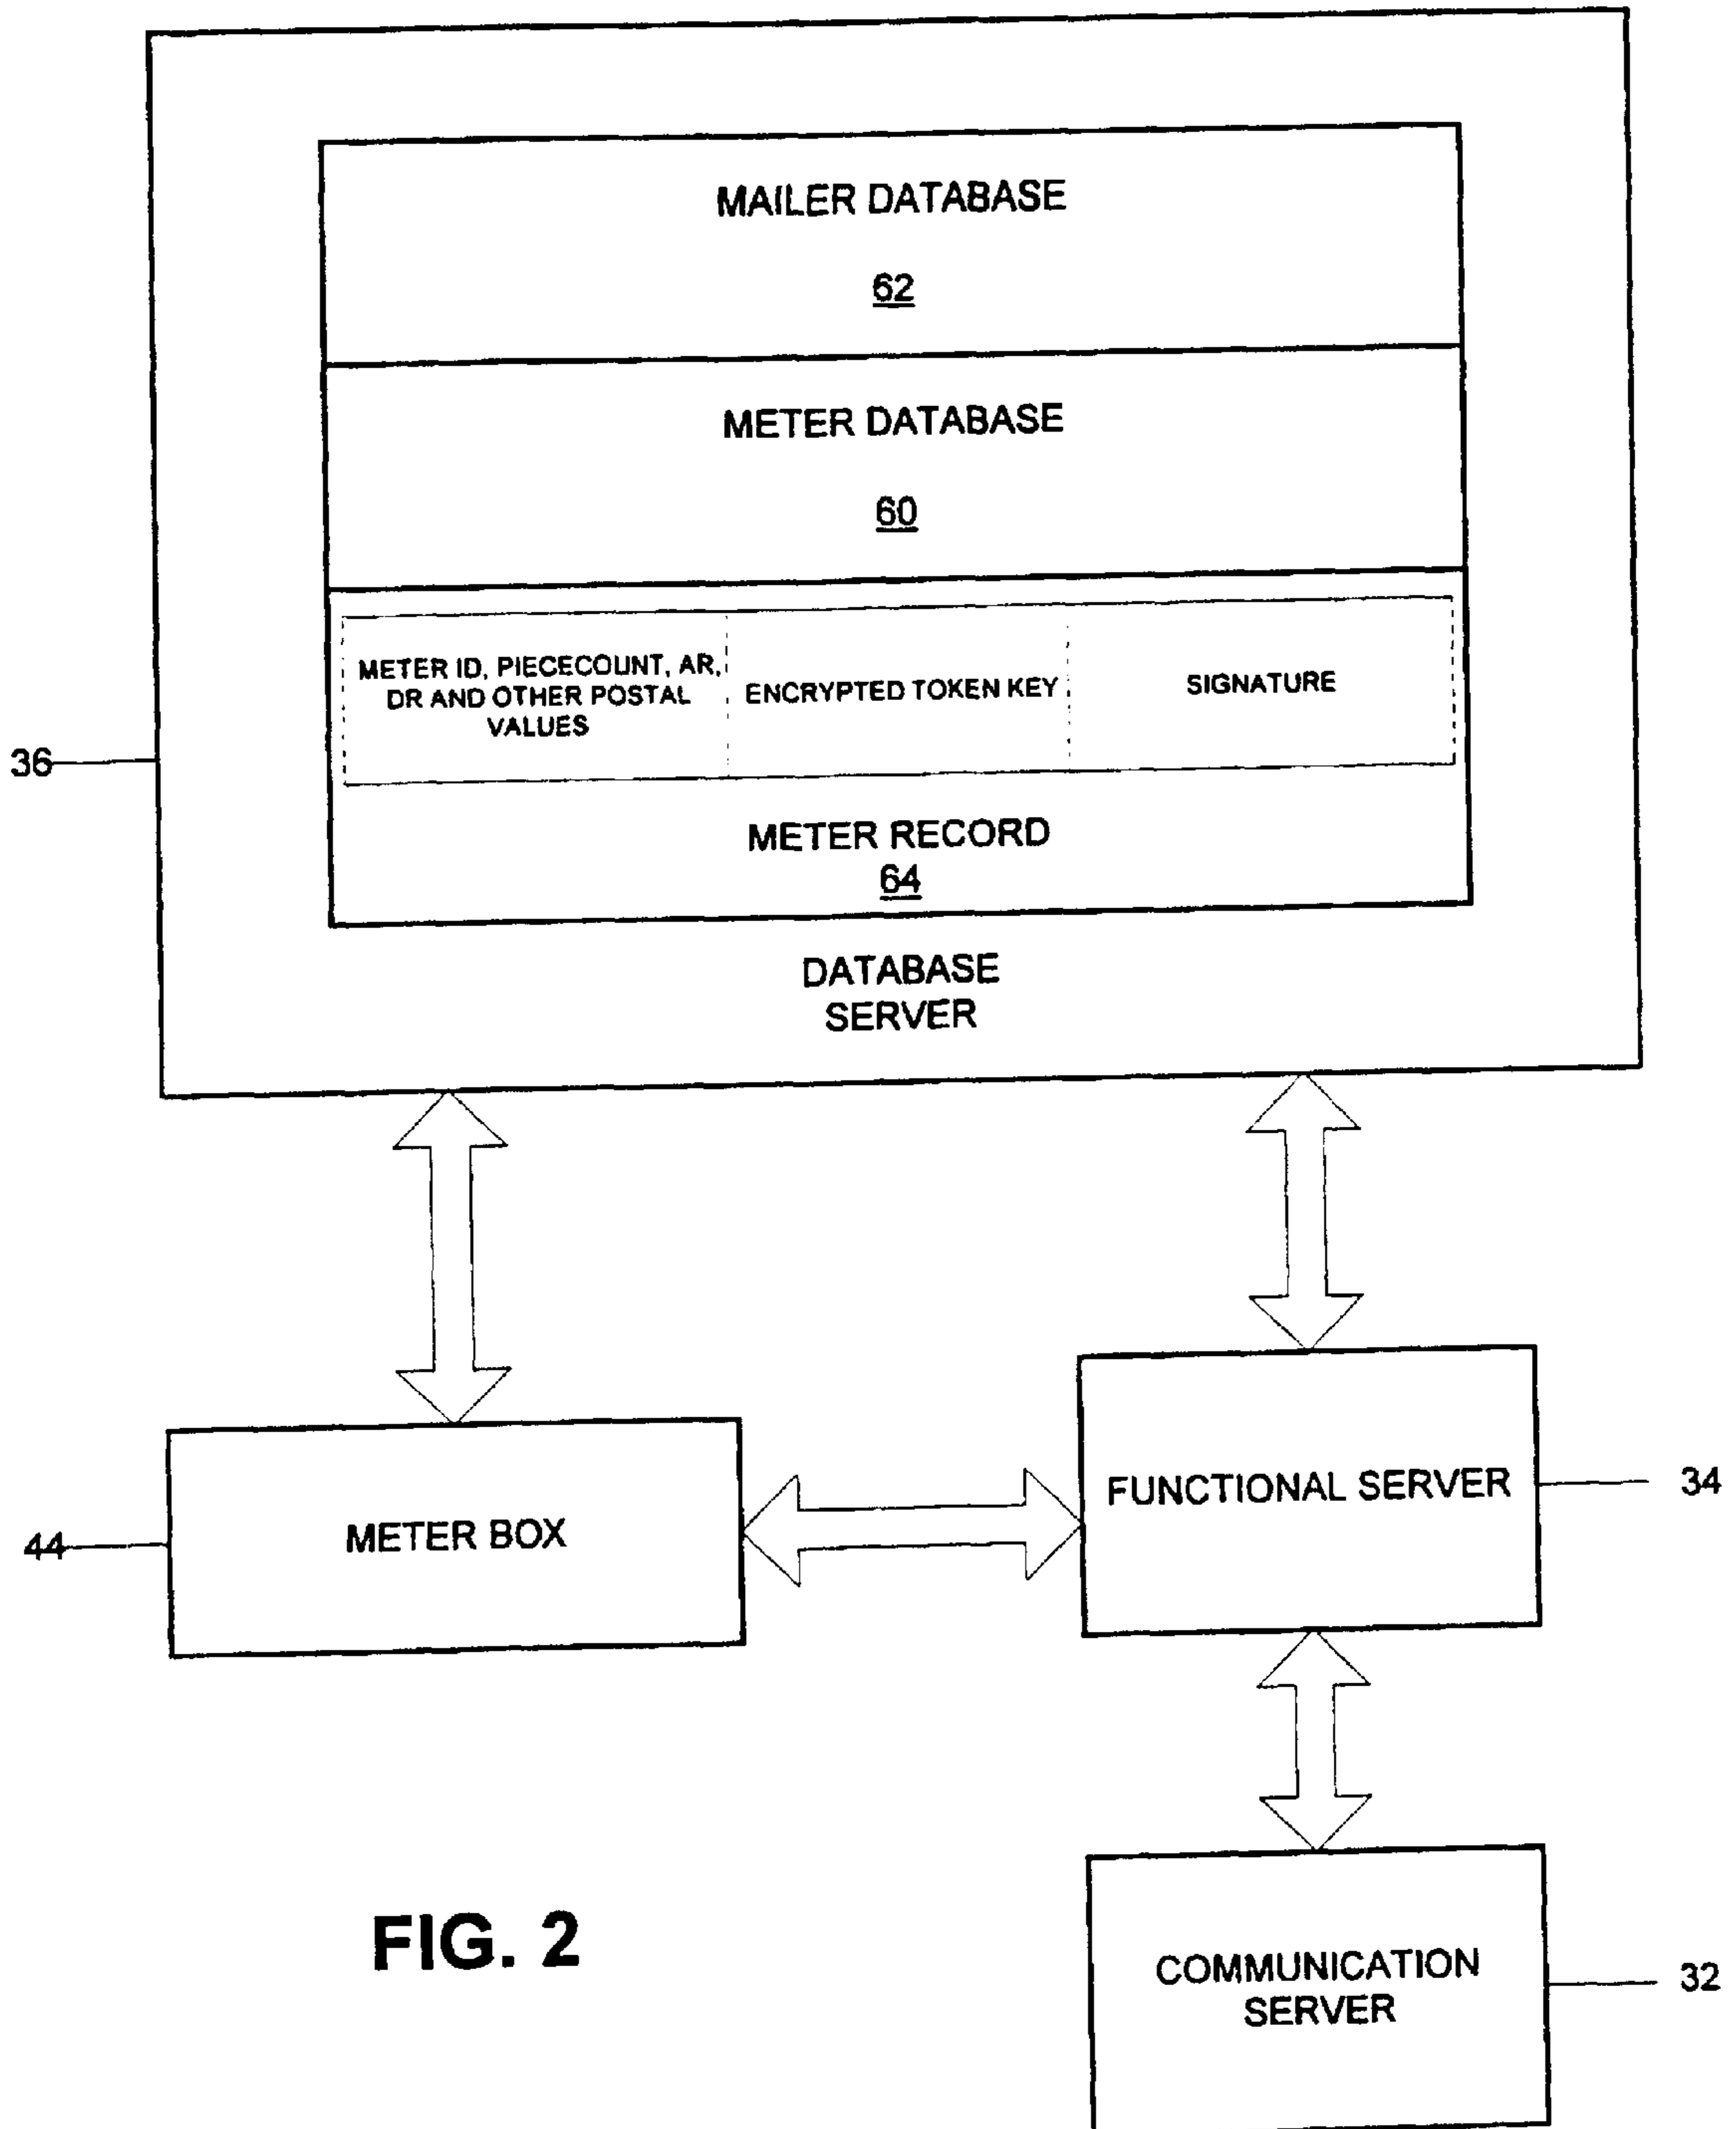 MAILER DATABASE
62
METER DATABASE
60
METER ID, PIECECOUNT, AR,
DR AND OTHER POSTAL
VALUES
ENCRYPTED TOKEN KEY
SIGNATURE
36
METER RECORD
64
DATABASE
SERVER
FUNCTIONAL SERVER
34
44
METER BOX
FIG. 2
COMMUNICATION
SERVER
32